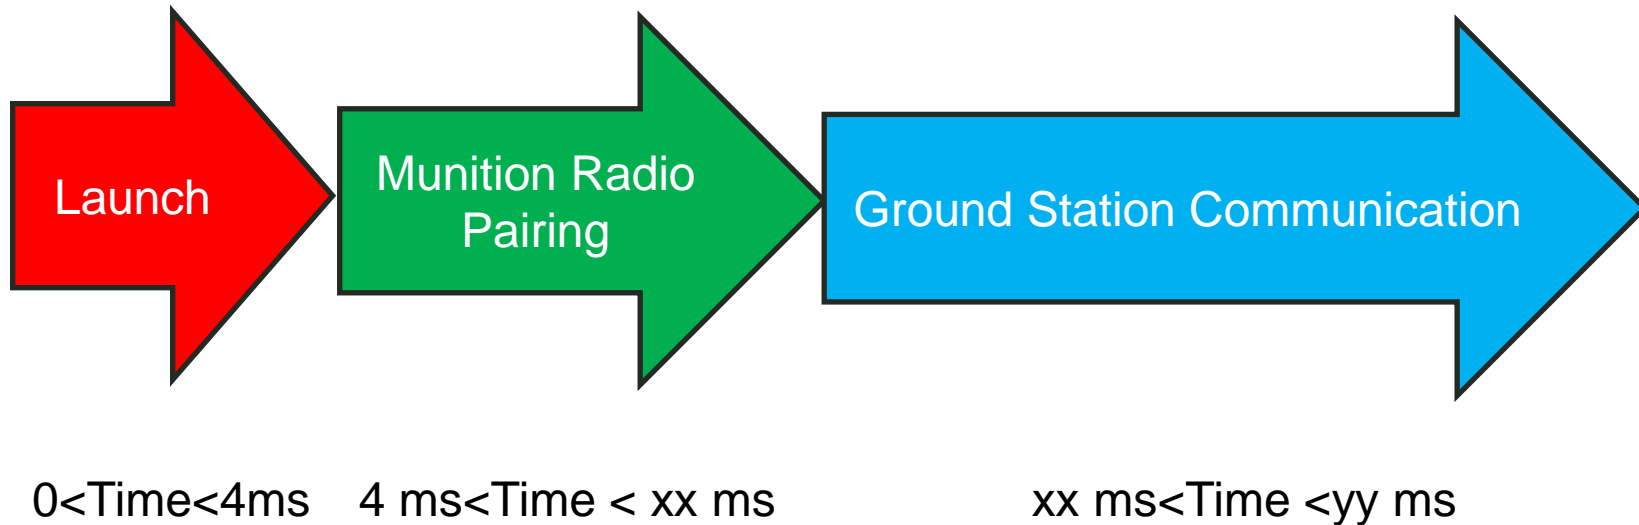 Launch
Munition Radio
Pairing
Ground Station Communication
0<Time<4ms
4 ms<Time < xx ms
xx ms<Time <yy ms